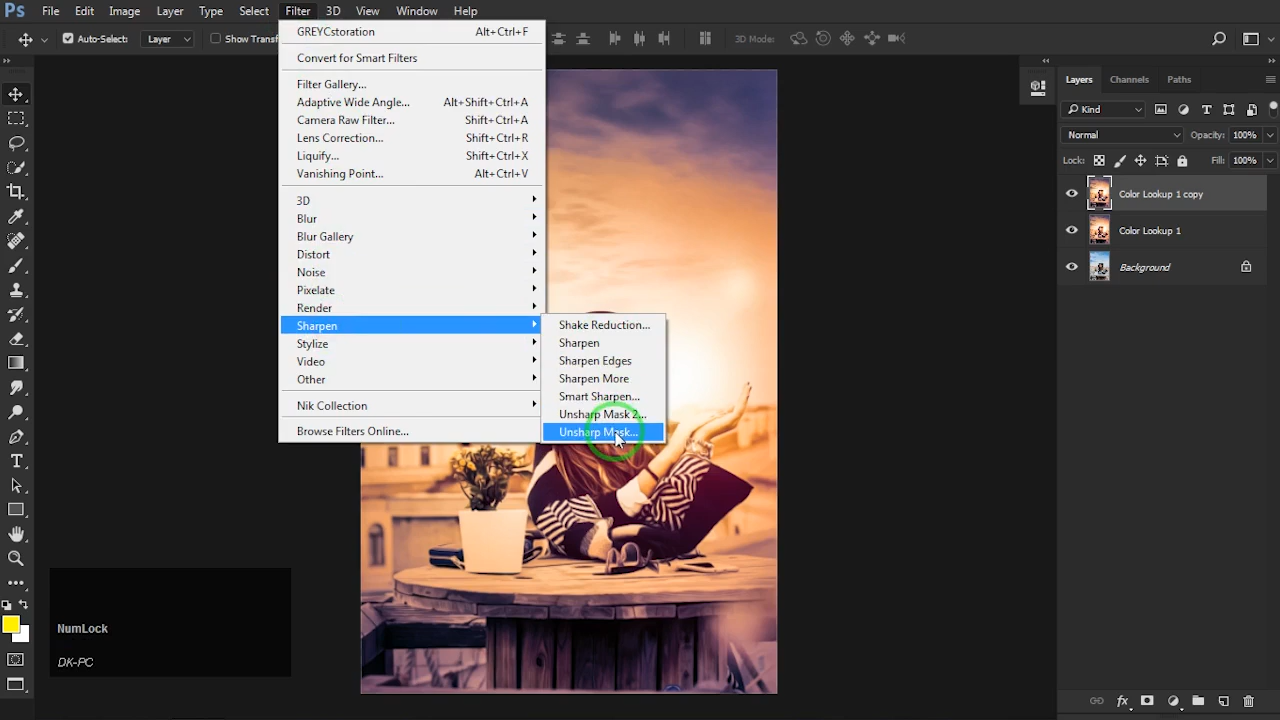 Ps File Edit Image Layer Type Select Filter 3D View Window Help
Auto-Select: Layer Show Transf 3D Mode:
GREYCstoration Alt+Ctrl+F
Convert for Smart Filters
Filter Gallery...
Adaptive Wide Angle... Alt+Shift+Ctrl+A
Camera Raw Filter... Shift+Ctrl+A
Lens Correction... Shift+Ctrl+R
Liquify... Shift+Ctrl+X
Vanishing Point... Alt+Ctrl+V
3D
Blur
Blur Gallery
Distort
Noise
Pixelate
Render
Sharpen
Stylize
Video
Other
Nik Collection
Browse Filters Online...
Shake Reduction...
Sharpen
Sharpen Edges
Sharpen More
Smart Sharpen...
Unsharp Mask 2...
Unsharp Mask...
Layers Channels Paths
Kind
Normal Opacity: 100%
Lock: Fill: 100%
Color Lookup 1 copy
Color Lookup 1
Background
NumLock
DK-PC